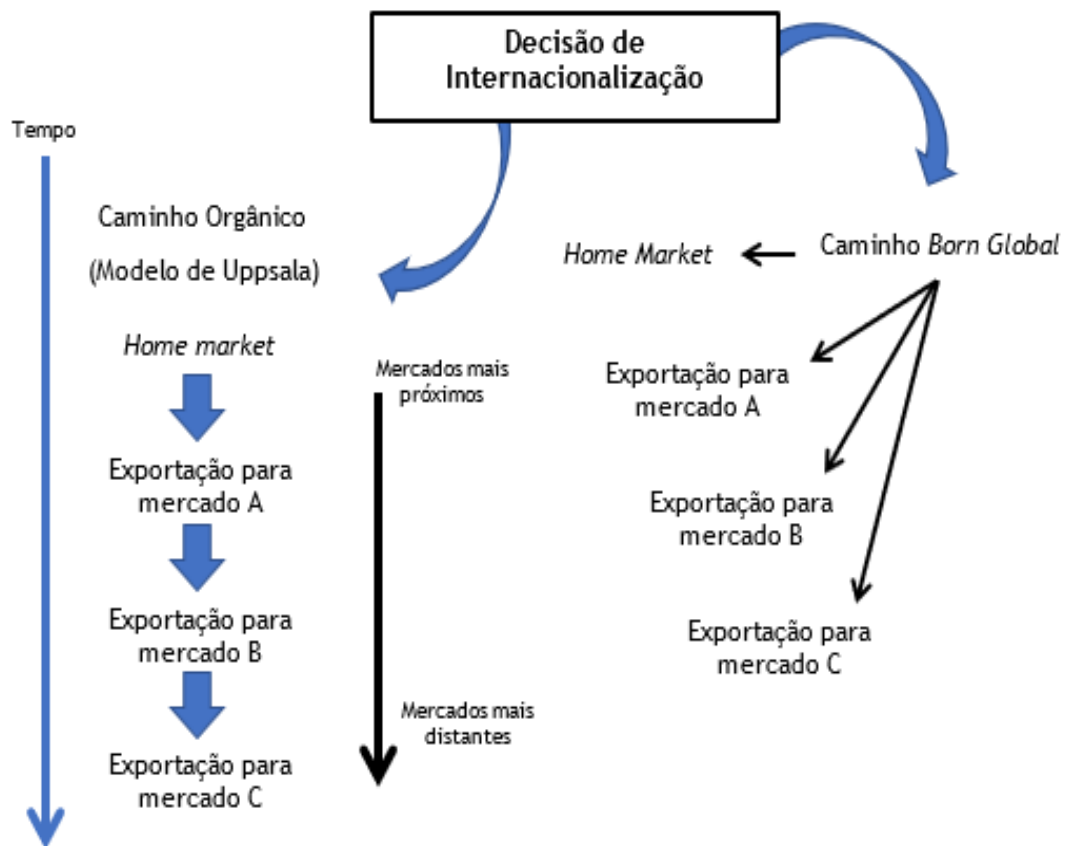 Decisão de
Internacionalização
Tempo
Caminho Orgânico
(Modelo de Uppsala)
Home market
Exportação para
mercado A
Exportação para
mercado B
Exportação para
mercado C
Mercados mais
próximos
Mercados mais
distantes
Home Market
Caminho Born Global
Exportação para
mercado A
Exportação para
mercado B
Exportação para
mercado C